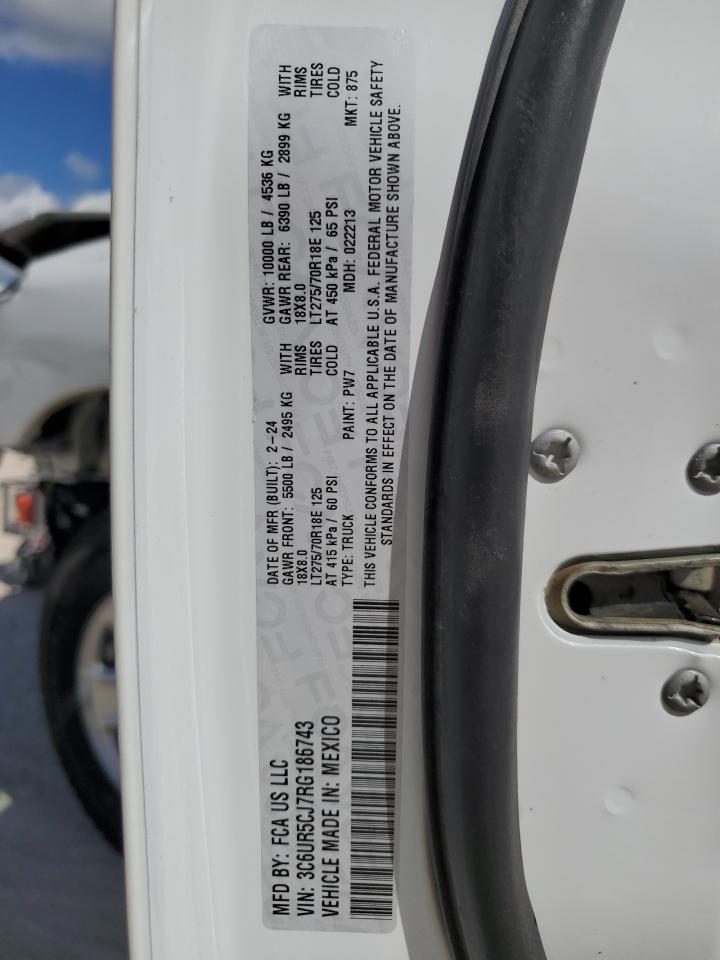 MFD BY: FCA US LLC
VIN: 3C6UR5CJ7RG186743
VEHICLE MADE IN: MEXICO
DATE OF MFR (BUILT): 2-24 GVWR: 10000 LB / 4536 KG
GAWR FRONT: 5500 LB / 2495 KG WITH GAWR REAR: 6390 LB / 2899 KG WITH
18X8.0 RIMS 18X8.0 RIMS
LT275/70R18E 125 TIRES LT275/70R18E 125 TIRES
AT 415 kPa / 60 PSI COLD AT 450 kPa / 65 PSI COLD
TYPE: TRUCK PAINT: PW7 MDH: 022213 MKT: 875
THIS VEHICLE CONFORMS TO ALL APPLICABLE U.S.A. FEDERAL MOTOR VEHICLE SAFETY
STANDARDS IN EFFECT ON THE DATE OF MANUFACTURE SHOWN ABOVE.